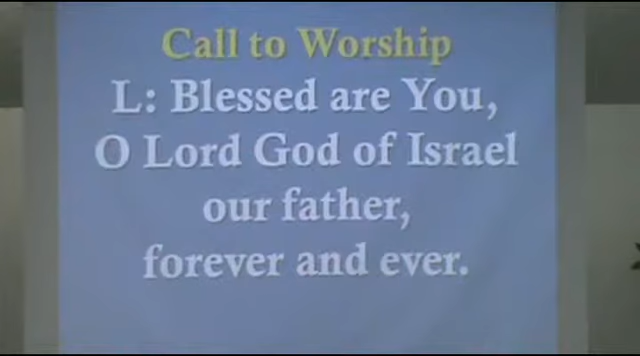 Call to Worship
L: Blessed are You,
O Lord God of Israel
our father,
forever and ever.